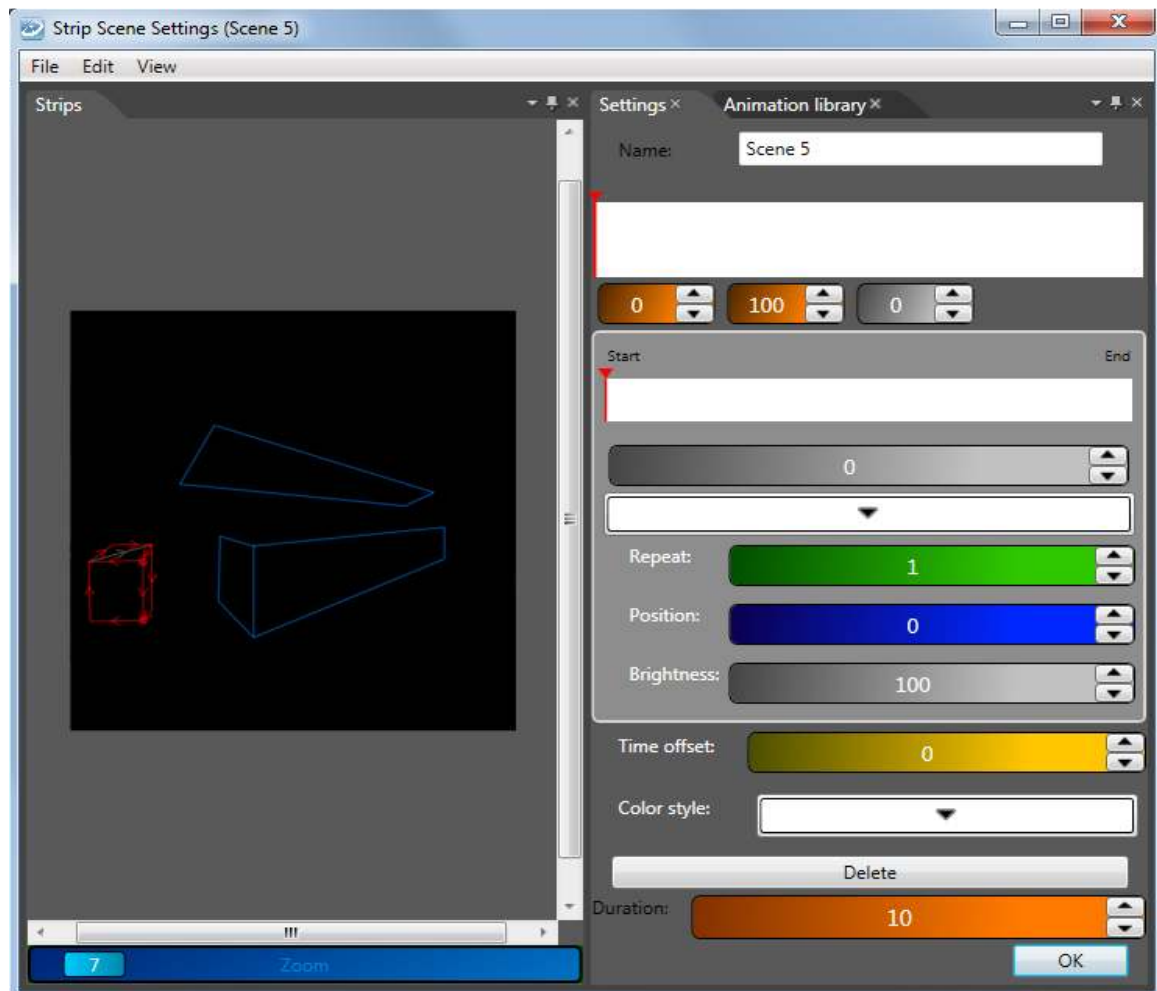 Strip Scene Settings (Scene 5)
File Edit View
Strips
Settings Animation library
Name: Scene 5
0 100 0
Start End
0
Repeat: 1
Position: 0
Brightness: 100
Time offset: 0
Color style:
Delete
Duration: 10
7 Zoom
OK